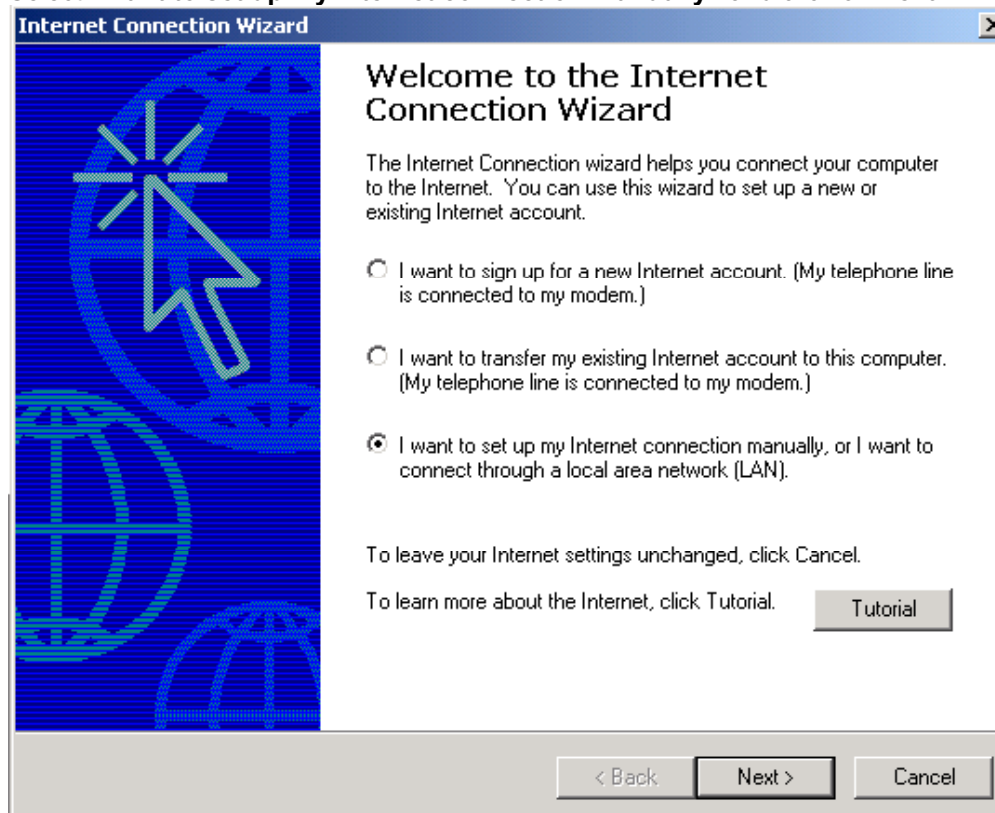 Internet Connection Wizard
Welcome to the Internet
Connection Wizard
The Internet Connection wizard helps you connect your computer
to the Internet. You can use this wizard to set up a new or
existing Internet account.
I want to sign up for a new Internet account. (My telephone line
is connected to my modem.)
I want to transfer my existing Internet account to this computer.
(My telephone line is connected to my modem.)
I want to set up my Internet connection manually, or I want to
connect through a local area network (LAN).
To leave your Internet settings unchanged, click Cancel.
To learn more about the Internet, click Tutorial.
Tutorial
< Back
Next >
Cancel